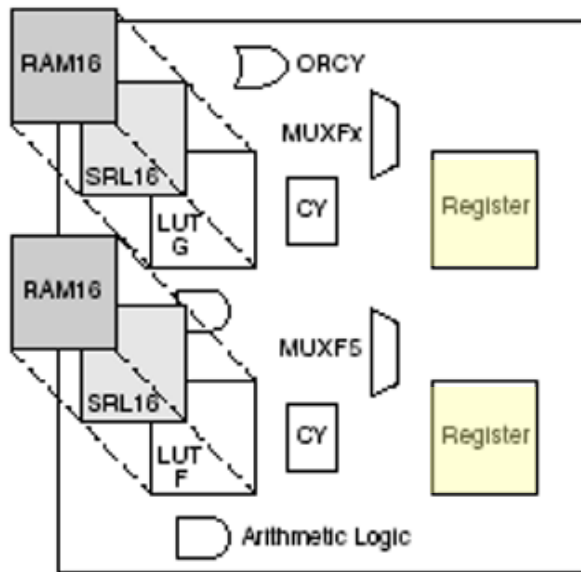 RAM16
ORCY
MUXFx
SRL16
CY
Register
LUT
G
RAM16
MUXF5
SRL16
CY
Register
LUT
F
Arithmetic Logic